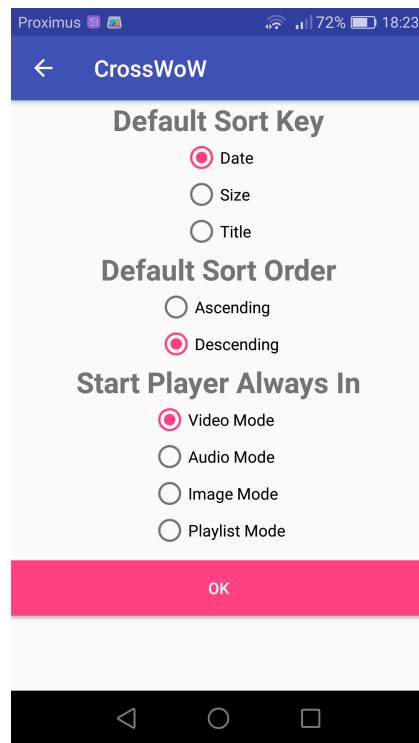 Proximus 72% 18:23
CrossWoW
Default Sort Key
Date
Size
Title
Default Sort Order
Ascending
Descending
Start Player Always In
Video Mode
Audio Mode
Image Mode
Playlist Mode
OK